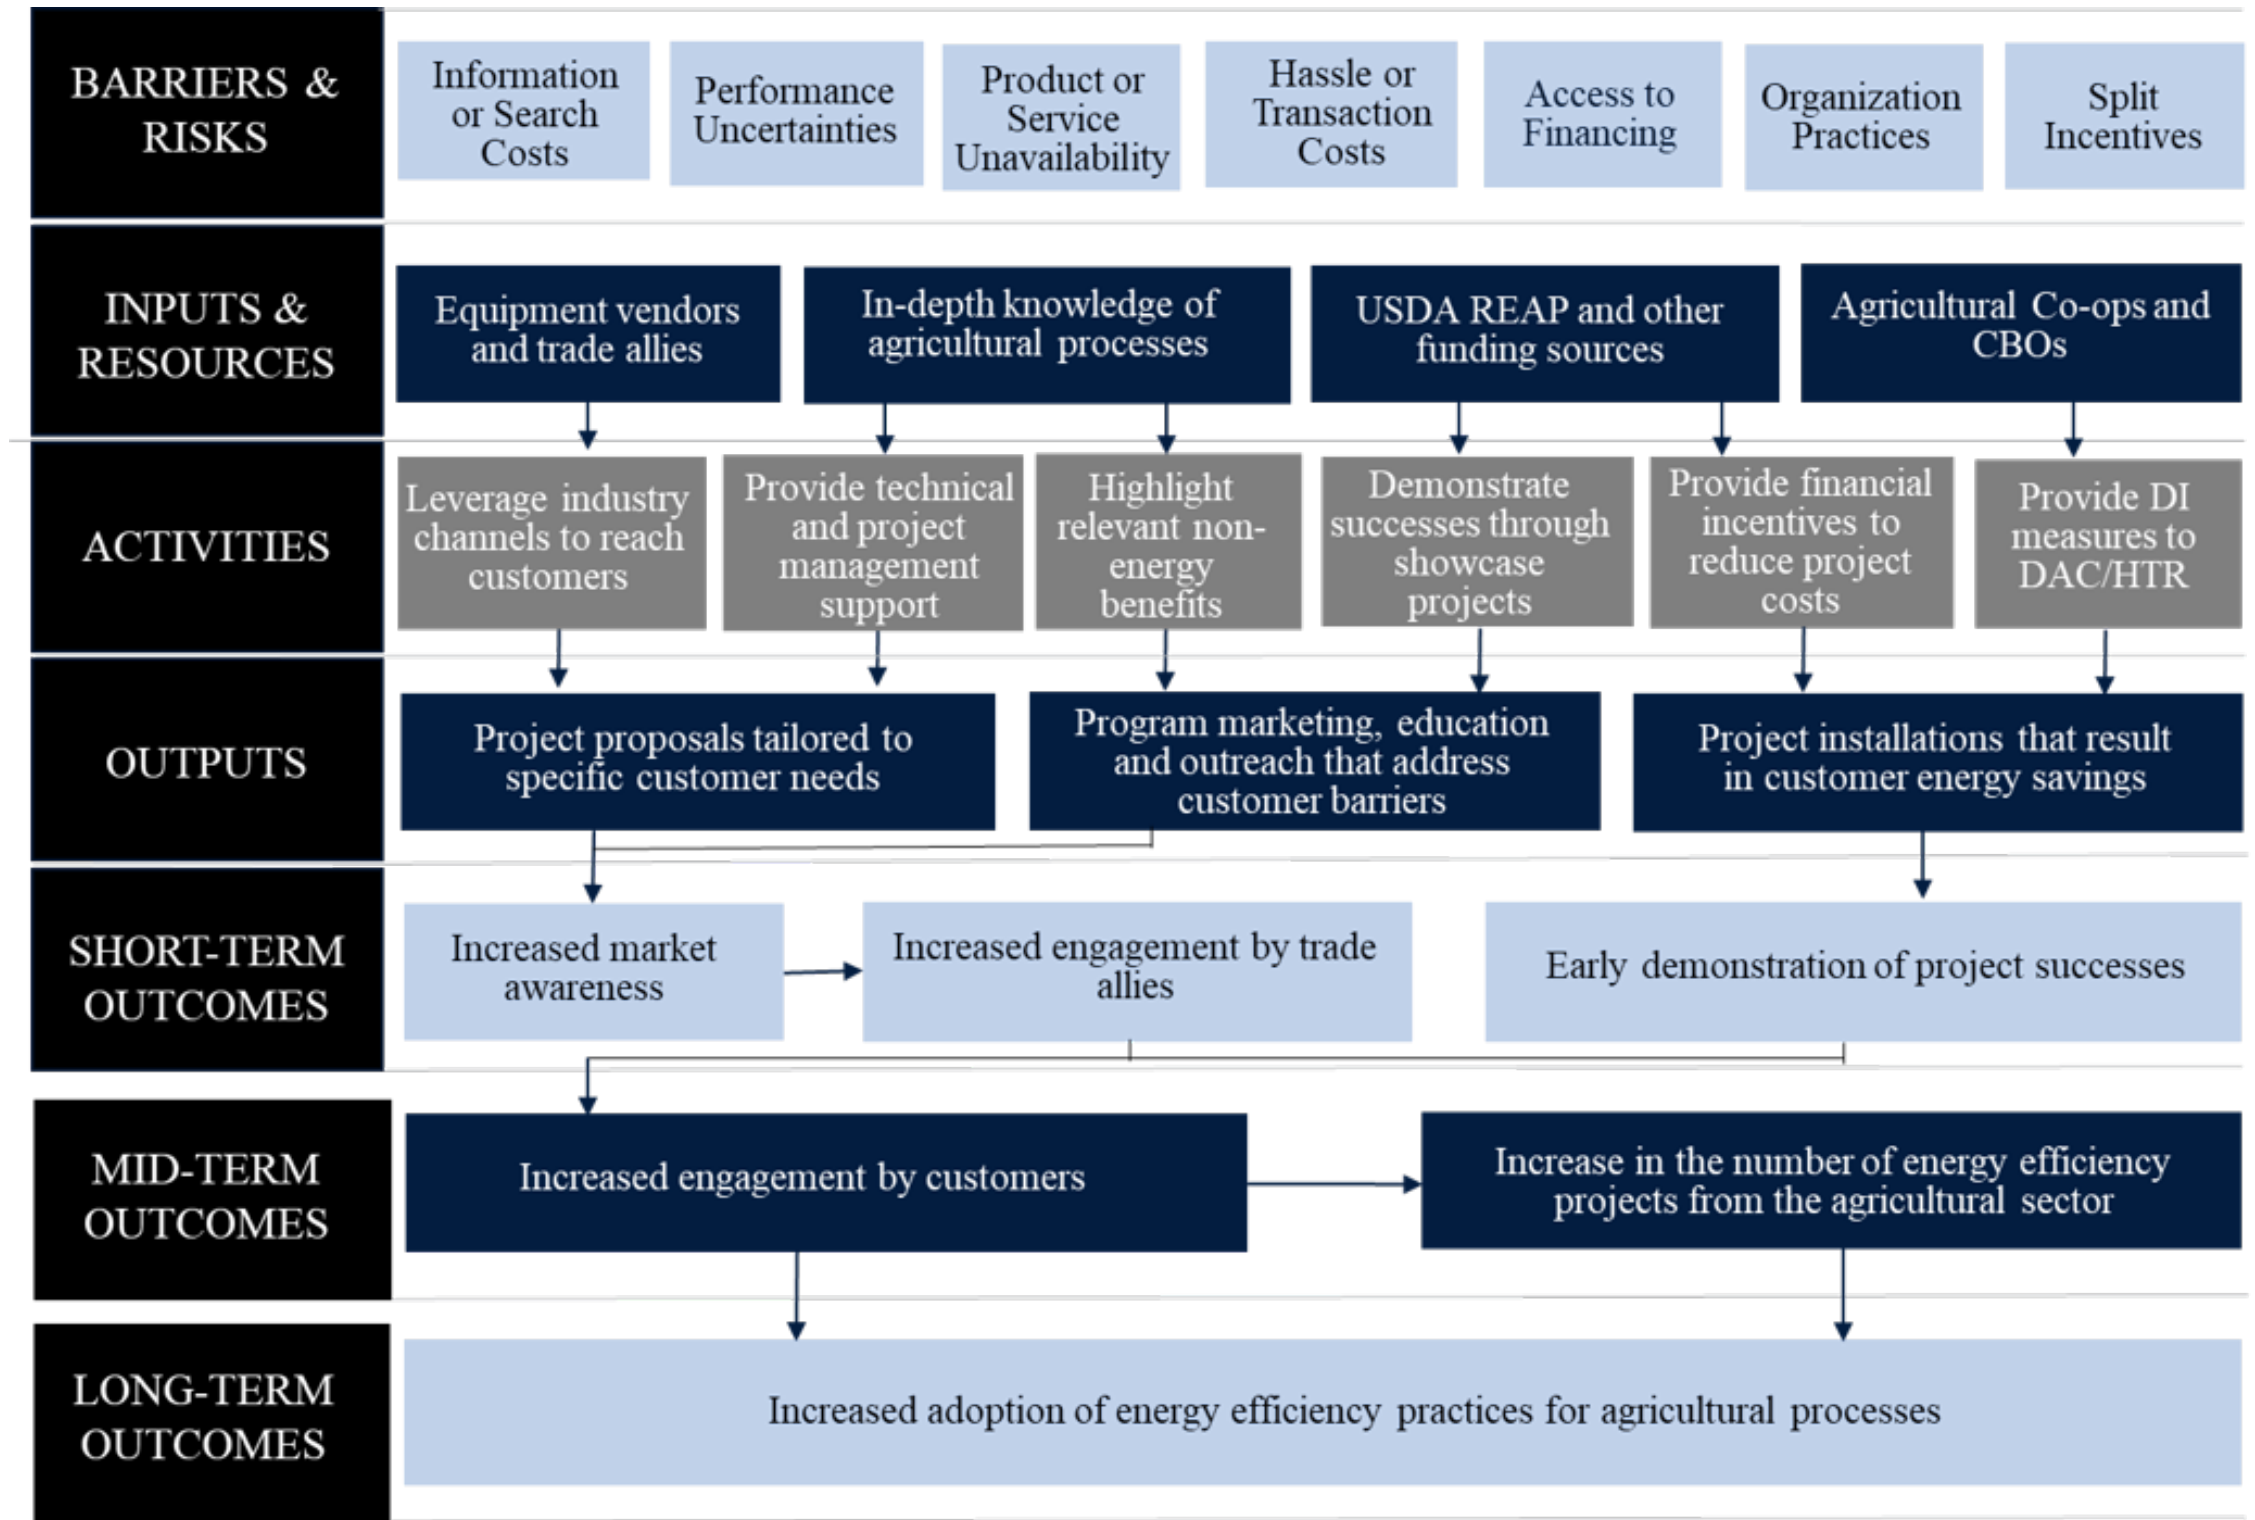 BARRIERS &
RISKS
Information
or Search
Costs
Performance
Uncertainties
Product or
Service
Unavailability
Hassle or
Transaction
Costs
Access to
Financing
Organization
Practices
Split
Incentives
INPUTS &
RESOURCES
Equipment vendors
and trade allies
In-depth knowledge of
agricultural processes
USDA REAP and other
funding sources
Agricultural Co-ops and
CBOs
ACTIVITIES
Leverage industry
channels to reach
customers
Provide technical
and project
management
support
Highlight
relevant non-
energy
benefits
Demonstrate
successes through
showcase
projects
Provide financial
incentives to
reduce project
costs
Provide DI
measures to
DAC/HTR
OUTPUTS
Project proposals tailored to
specific customer needs
Program marketing, education
and outreach that address
customer barriers
Project installations that result
in customer energy savings
SHORT-TERM
OUTCOMES
Increased market
awareness
Increased engagement by trade
allies
Early demonstration of project successes
MID-TERM
OUTCOMES
Increased engagement by customers
Increase in the number of energy efficiency
projects from the agricultural sector
LONG-TERM
OUTCOMES
Increased adoption of energy efficiency practices for agricultural processes